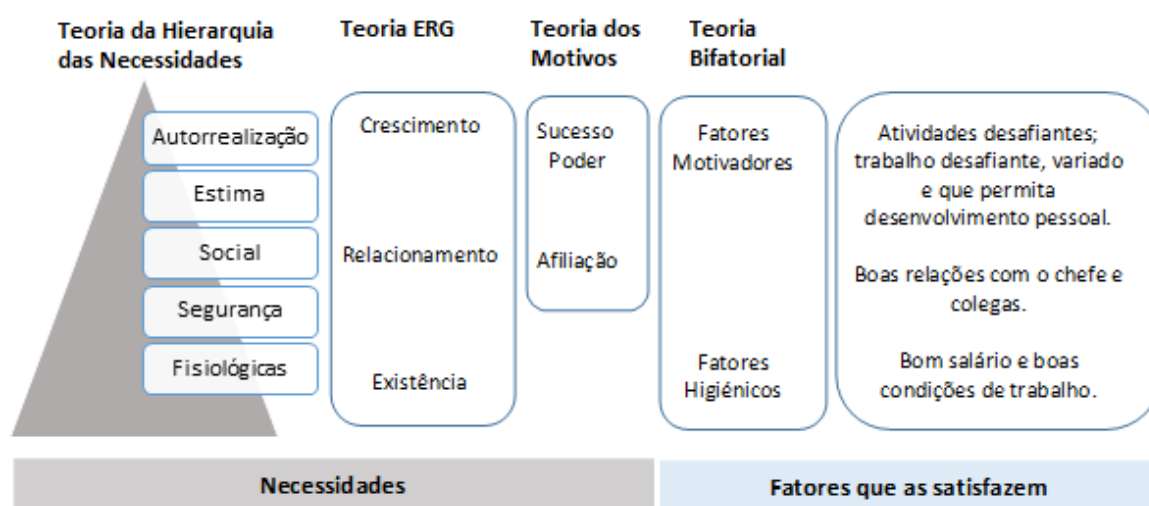 Teoria da Hierarquia
das Necessidades
Autorrealização
Estima
Social
Segurança
Fisiológicas
Teoria ERG
Crescimento
Relacionamento
Existência
Teoria dos
Motivos
Sucesso
Poder
Afiliação
Teoria
Bifatorial
Fatores
Motivadores
Fatores
Higiénicos
Atividades desafiantes;
trabalho desafiante, variado
e que permita
desenvolvimento pessoal.
Boas relações com o chefe e
colegas.
Bom salário e boas
condições de trabalho.
Necessidades
Fatores que as satisfazem